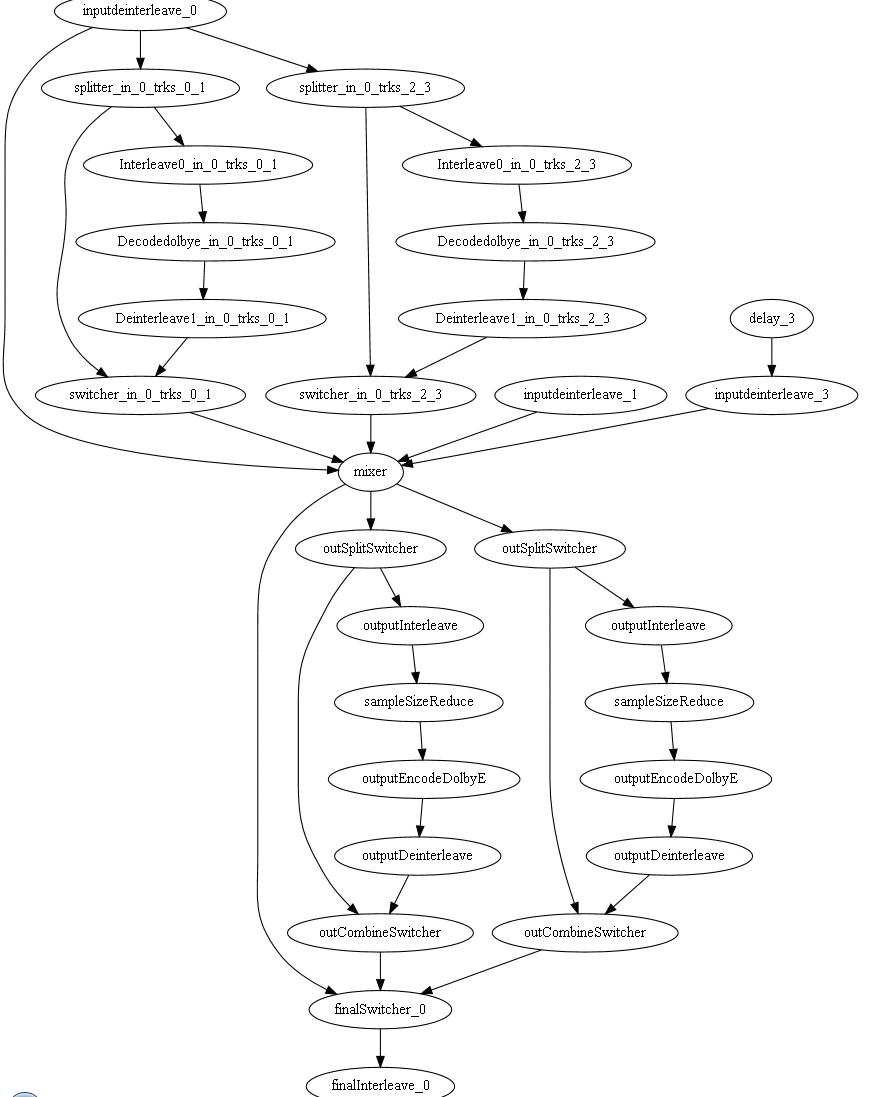 inputdeinterleave_0
splitter_in_0_trks_0_1
splitter_in_0_trks_2_3
Interleave0_in_0_trks_0_1
Interleave0_in_0_trks_2_3
Decodedolbye_in_0_trks_0_1
Decodedolbye_in_0_trks_2_3
Deinterleave1_in_0_trks_0_1
Deinterleave1_in_0_trks_2_3
delay_3
switcher_in_0_trks_0_1
switcher_in_0_trks_2_3
inputdeinterleave_1
inputdeinterleave_3
mixer
outSplitSwitcher
outSplitSwitcher
outputInterleave
outputInterleave
sampleSizeReduce
sampleSizeReduce
outputEncodeDolbyE
outputEncodeDolbyE
outputDeinterleave
outputDeinterleave
outCombineSwitcher
outCombineSwitcher
finalSwitcher_0
finalInterleave_0